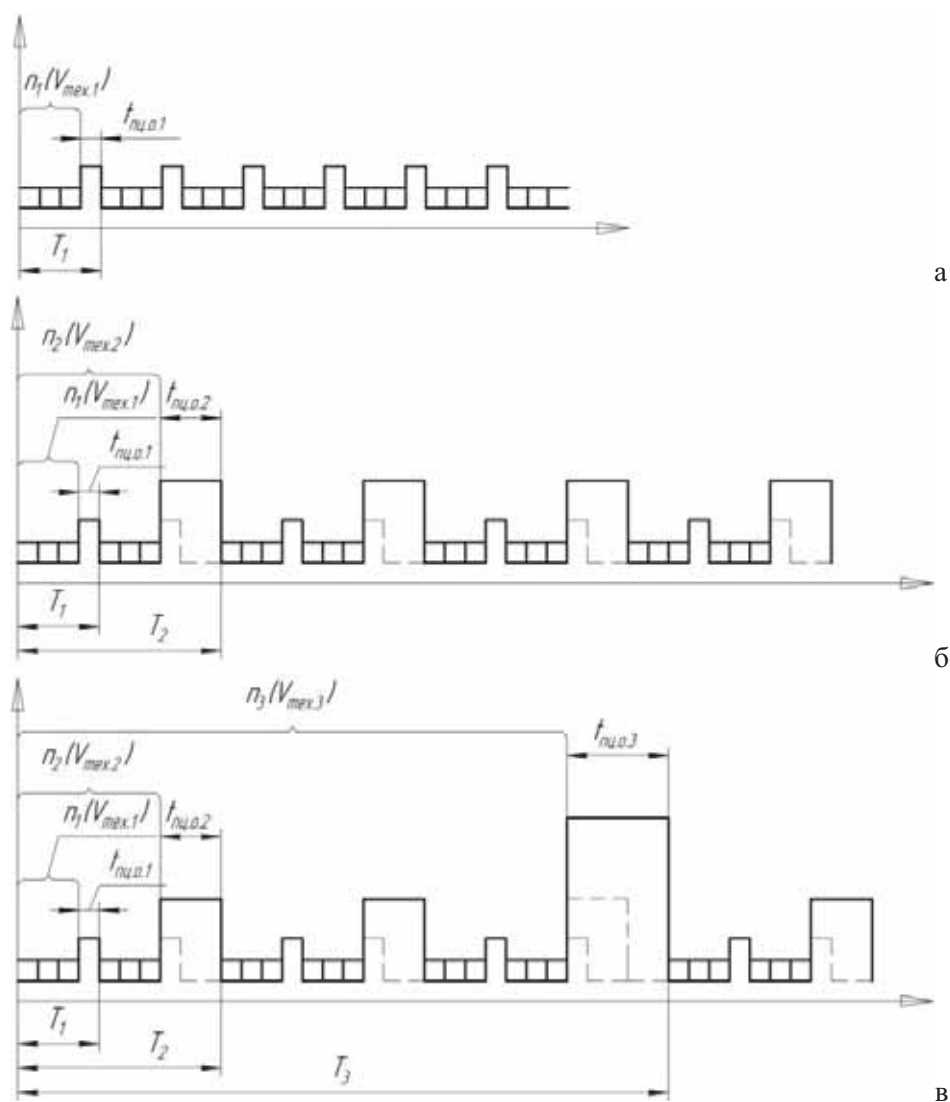 n₁(Vтех.1)
tпц.о.1
T₁
а
n₂(Vтех.2)
n₁(Vтех.1) tпц.о.2
tпц.о.1
T₁
T₂
б
n₃(Vтех.3)
tпц.о.3
n₂(Vтех.2)
n₁(Vтех.1) tпц.о.2
tпц.о.1
T₁
T₂
T₃
в